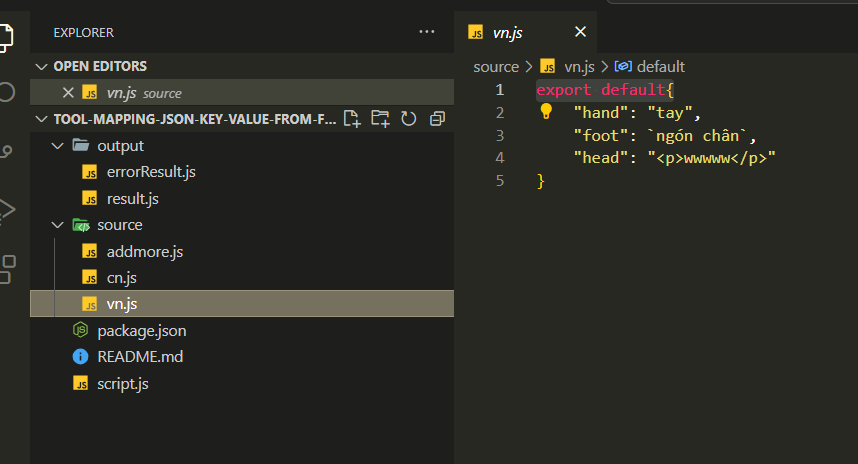 EXPLORER
OPEN EDITORS
vn.js source
TOOL-MAPPING-JSON-KEY-VALUE-FROM-F...
output
JS errorResult.js
JS result.js
source
JS addmore.js
JS cn.js
JS vn.js
package.json
README.md
JS script.js
JS vn.js
source > JS vn.js > default
1 export default{
2 "hand": "tay",
3 "foot": `ngón chân`,
4 "head": "<p>wwwww</p>"
5 }